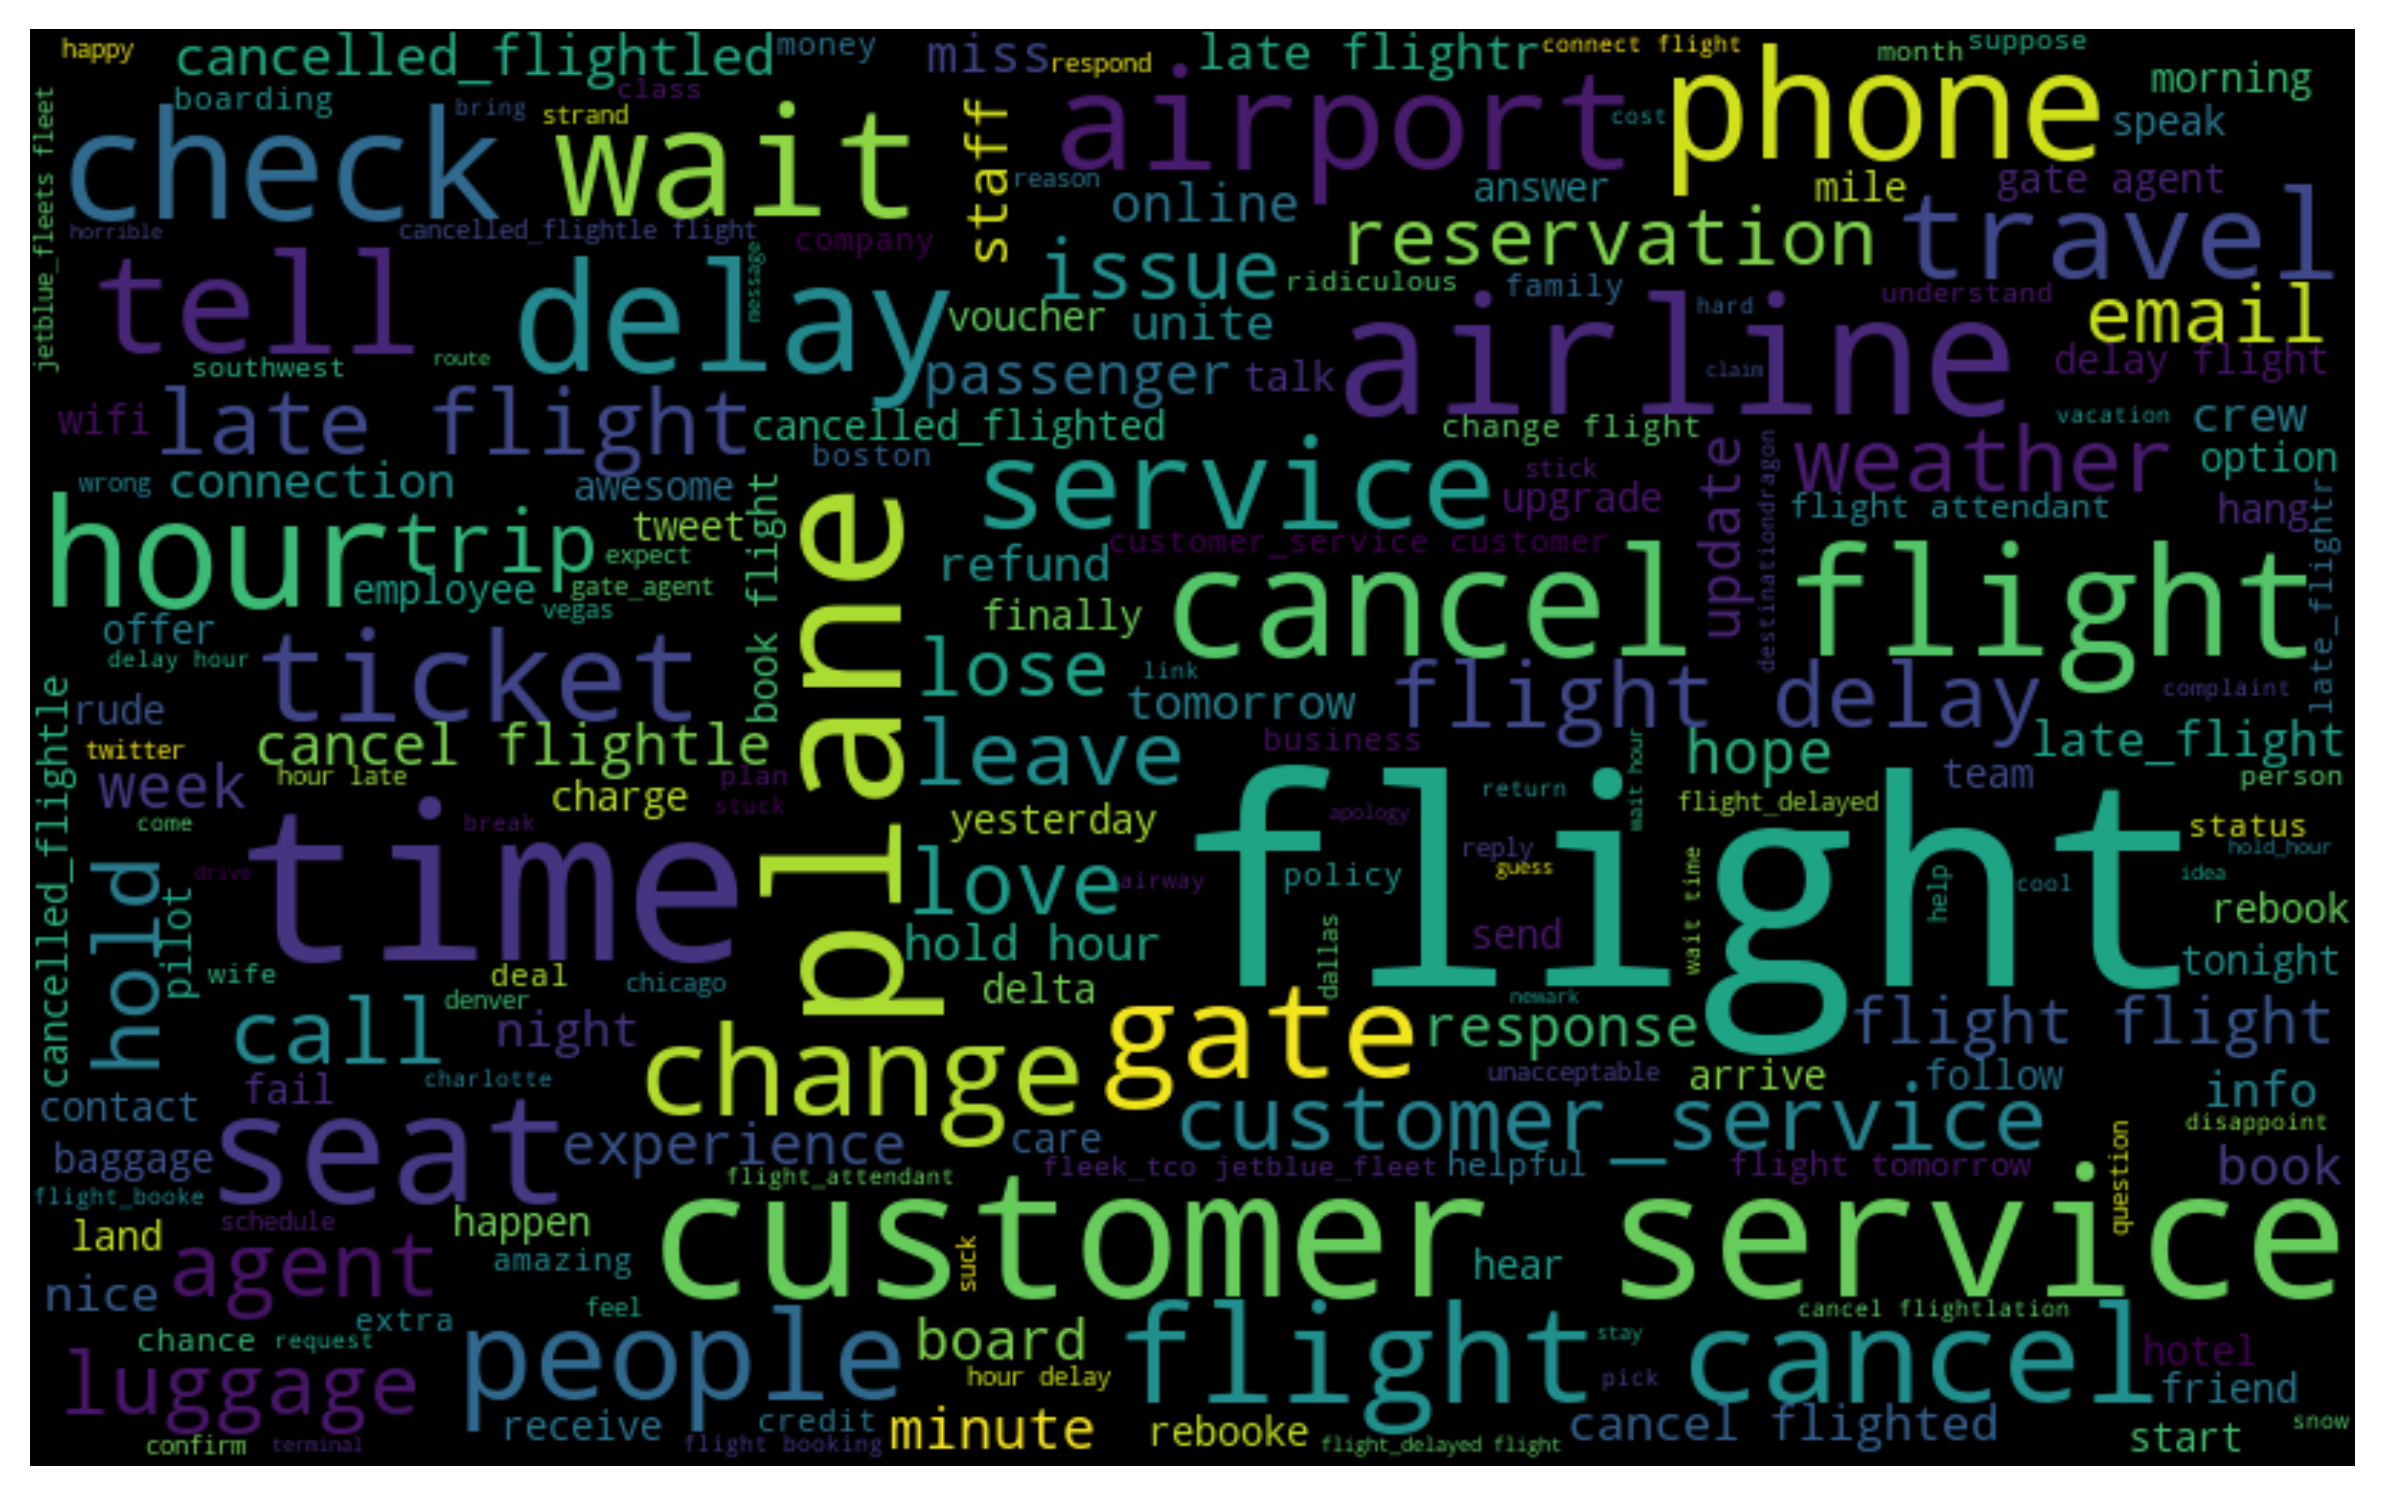 happy
cancelled_flightled
money
miss
respond
late flightr
connect flight
phone
month
suppose
morning
boarding
class
bring
strand
check
wait
staff
airport
cost
speak
jetblue_fleets fleet
horrible
cancelled_flightle flight
company
message
reason
online
answer
mile
gate agent
reservation
travel
tell
delay
issue
ridiculous
family
hard
understand
email
voucher
unite
airline
southwest
route
passenger
talk
claim
delay flight
wifi
late flight
cancelled_flighted
change flight
vacation
crew
boston
service
stick
update
weather
option
wrong
connection
awesome
book flight
upgrade
destinationdragon
flight attendant
hang
late_flightr
hour
trip
tweet
expect
plane
customer_service customer
employee
gate_agent
vegas
refund
cancel flight
offer
finally
delay hour
ticket
lose
link
tomorrow
flight delay
complaint
cancelled_flightle
rude
twitter
cancel flightle
leave
business
wait hour
hope
late_flight
week
hour late
plan
charge
stuck
return
team
person
flight_delayed
come
time
break
yesterday
apology
flight
status
hold
drive
love
airway
reply
guess
policy
wait time
help
cool
hold_hour
idea
rebook
pilot
hold hour
dallas
send
tonight
wife
deal
chicago
delta
denver
newark
call
night
change
gate
response
flight flight
fail
charlotte
unacceptable
arrive
follow
info
contact
seat
experience
care
customer_service
disappoint
baggage
flight_attendant
fleek_tco jetblue_fleet
helpful
flight tomorrow
question
book
flight_booke
schedule
happen
customer service
land
agent
amazing
suck
hear
nice
extra
feel
cancel flightlation
chance
request
people
board
flight
stay
cancel
hotel
luggage
hour delay
pick
friend
receive
credit
minute
rebooke
cancel flighted
start
snow
confirm
terminal
flight booking
flight_delayed flight